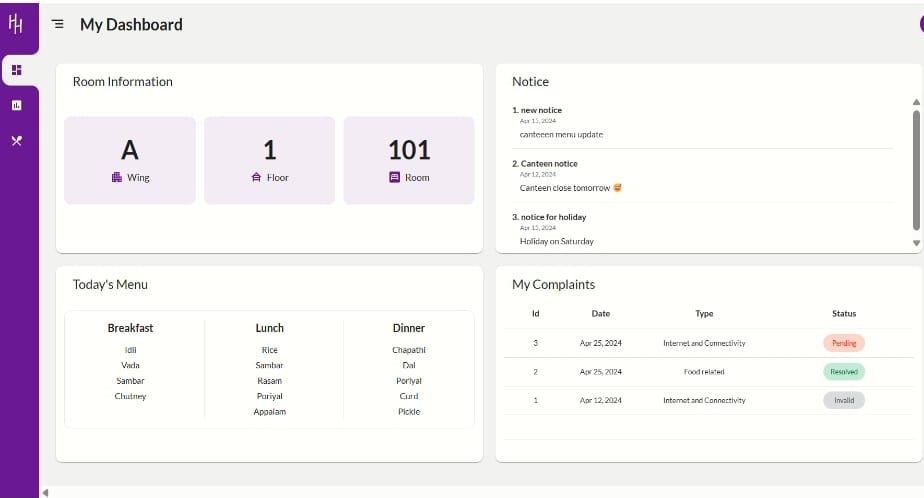 My Dashboard
Room Information
A
Wing
1
Floor
101
Room
Notice
1. new notice
Apr 15, 2024
canteeen menu update
2. Canteen notice
Apr 12, 2024
Canteen close tomorrow 🥵
3. notice for holiday
Apr 15, 2024
Holiday on Saturday
Today's Menu
Breakfast
Idli
Vada
Sambar
Chutney
Lunch
Rice
Sambar
Rasam
Poriyal
Appalam
Dinner
Chapathi
Dal
Poriyal
Curd
Pickle
My Complaints
Id Date Type Status
3 Apr 25, 2024 Internet and Connectivity Pending
2 Apr 25, 2024 Food related Resolved
1 Apr 12, 2024 Internet and Connectivity Invalid